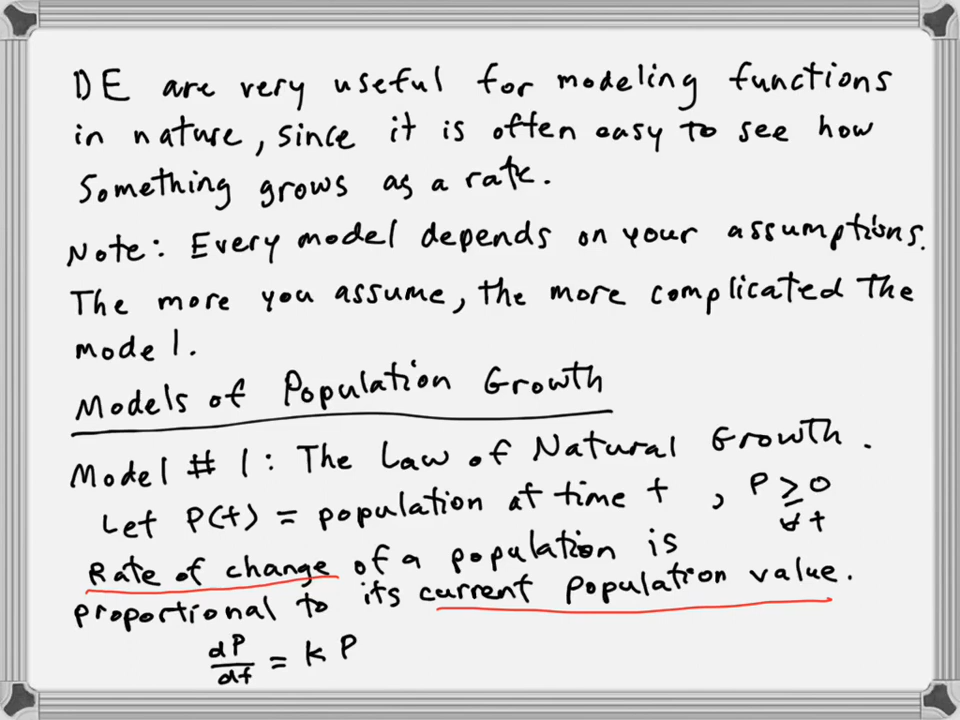 DE are very useful for modeling functions
in nature, since it is often easy to see how
something grows as a rate.
Note: Every model depends on your assumptions.
The more you assume, the more complicated the
model.
Models of Population Growth
Model # 1: The Law of Natural Growth.
Let P(t) = population at time t, P ≥ 0
∀ t
Rate of change of a population is
proportional to its current population value.
dP/dt = k P